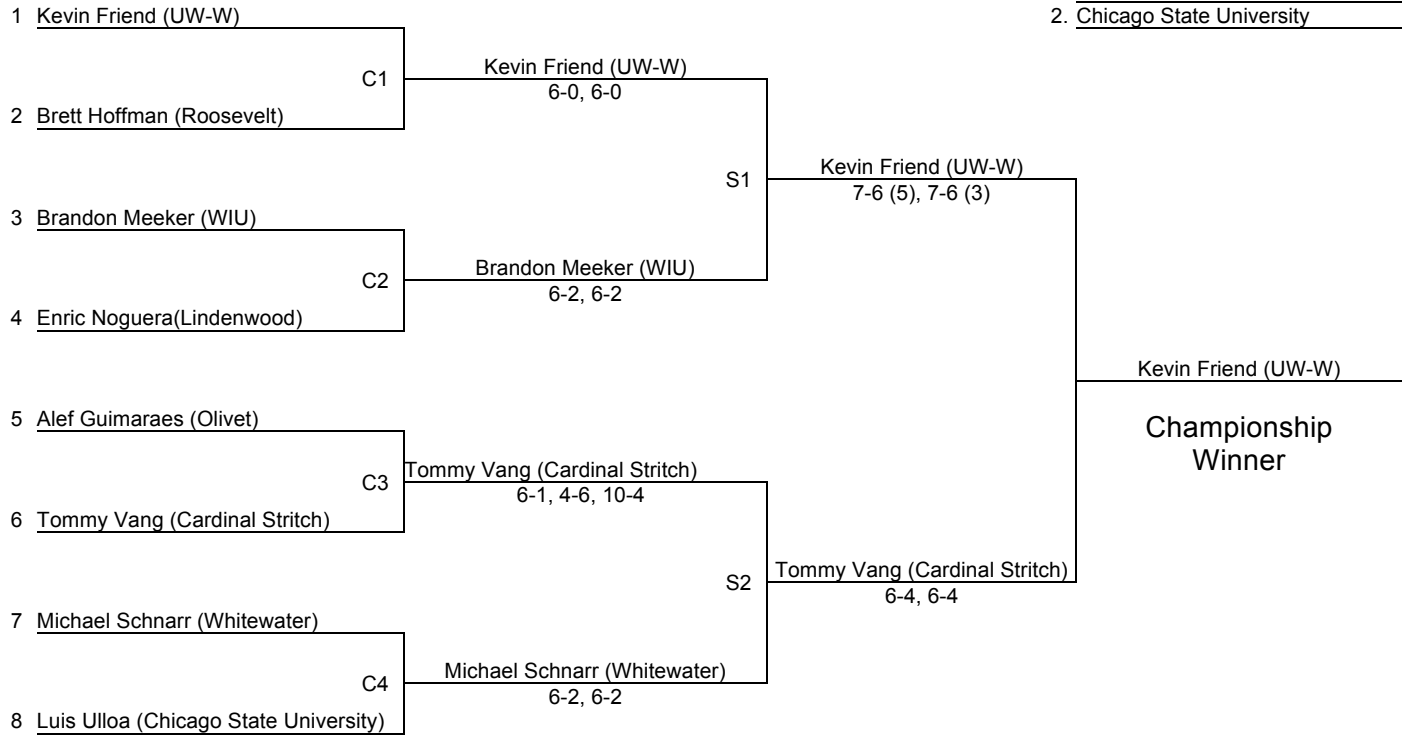 1 Kevin Friend (UW-W)
2. Chicago State University
Kevin Friend (UW-W)
C1
6-0, 6-0
2 Brett Hoffman (Roosevelt)
Kevin Friend (UW-W)
S1
7-6 (5), 7-6 (3)
3 Brandon Meeker (WIU)
Brandon Meeker (WIU)
C2
6-2, 6-2
4 Enric Noguera(Lindenwood)
Kevin Friend (UW-W)
5 Alef Guimaraes (Olivet)
Championship
Winner
Tommy Vang (Cardinal Stritch)
C3
6-1, 4-6, 10-4
6 Tommy Vang (Cardinal Stritch)
Tommy Vang (Cardinal Stritch)
S2
6-4, 6-4
7 Michael Schnarr (Whitewater)
Michael Schnarr (Whitewater)
C4
6-2, 6-2
8 Luis Ulloa (Chicago State University)